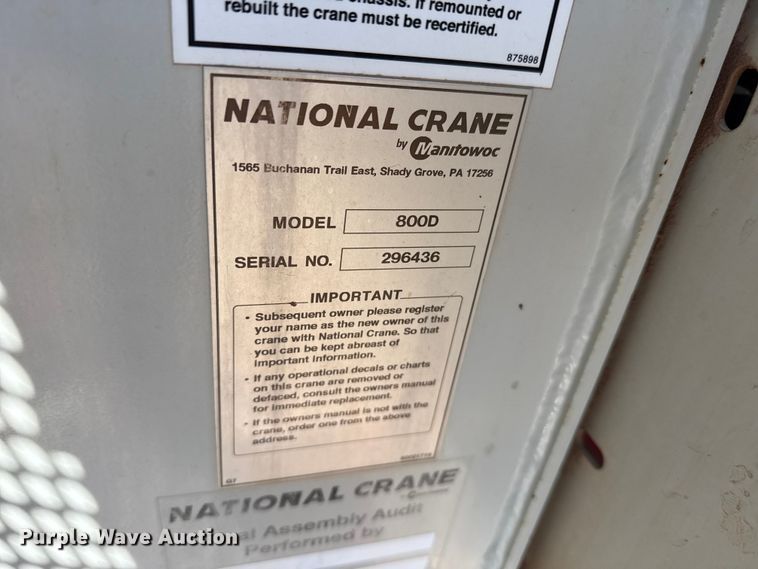 chassis. If remounted or
rebuilt the crane must be recertified.
875898
NATIONAL CRANE
by Manitowoc
1565 Buchanan Trail East, Shady Grove, PA 17256
MODEL 800D
SERIAL NO. 296436
IMPORTANT
• Subsequent owner please register
your name as the new owner of this
crane with National Crane. So that
you can be kept abreast of
important information.
• If any operational decals or charts
on this crane are removed or
defaced, consult the owners manual
for immediate replacement.
• If the owners manual is not with the
crane, order one from the above
address.
NATIONAL CRANE
Assembly Audit
Performed by
Purple Wave Auction